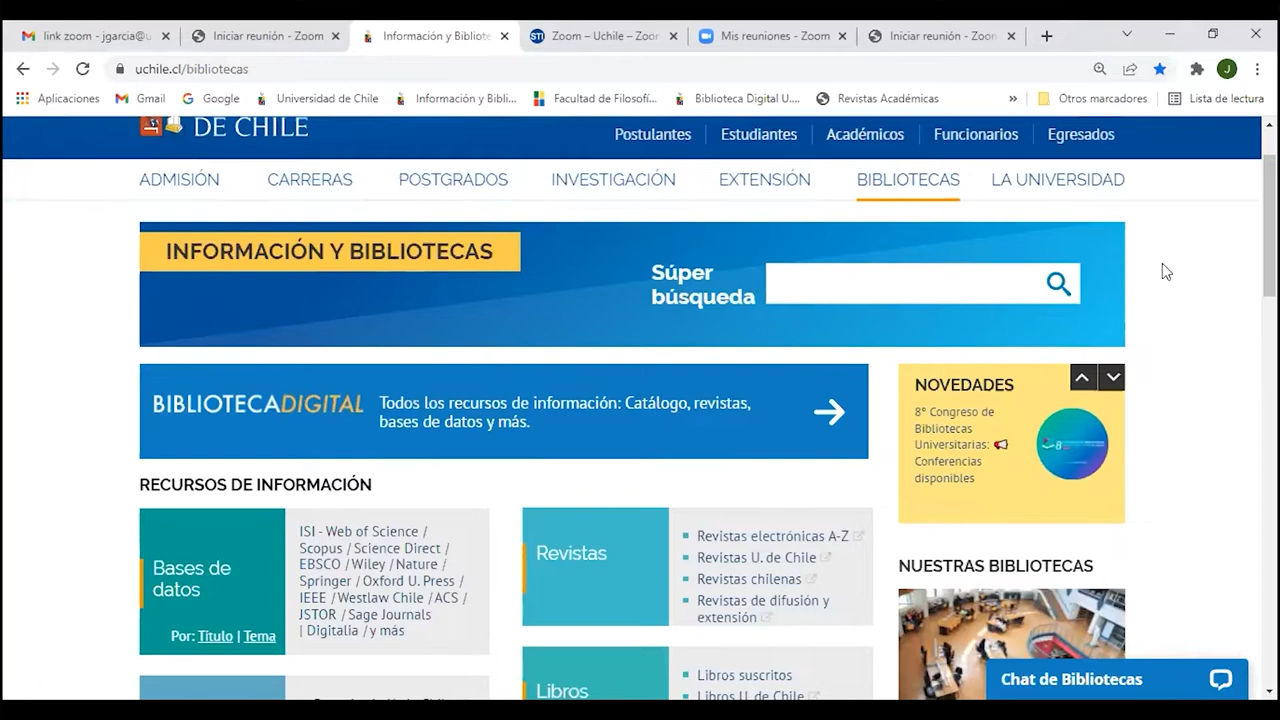 link zoom - jgarcia@u
Iniciar reunión - Zoom
Información y Bibliote
STI
Zoom – Uchile – Zoom
Mis reuniones - Zoom
Iniciar reunión - Zoom
uchile.cl/bibliotecas
J
Aplicaciones
Gmail
Google
Universidad de Chile
Información y Bibli...
Facultad de Filosofí...
Biblioteca Digital U....
Revistas Académicas
»
Otros marcadores
Lista de lectura
DE CHILE
Postulantes
Estudiantes
Académicos
Funcionarios
Egresados
ADMISIÓN
CARRERAS
POSTGRADOS
INVESTIGACIÓN
EXTENSIÓN
BIBLIOTECAS
LA UNIVERSIDAD
INFORMACIÓN Y BIBLIOTECAS
Súper
búsqueda
BIBLIOTECADIGITAL
Todos los recursos de información: Catálogo, revistas,
bases de datos y más.
NOVEDADES
8º Congreso de
Bibliotecas
Universitarias:
Conferencias
disponibles
RECURSOS DE INFORMACIÓN
Bases de
datos
Por: Título | Tema
ISI - Web of Science /
Scopus / Science Direct /
EBSCO / Wiley / Nature /
Springer / Oxford U. Press /
IEEE / Westlaw Chile / ACS /
JSTOR / Sage Journals
| Digitalia / y más
Revistas
Revistas electrónicas A-Z
Revistas U. de Chile
Revistas chilenas
Revistas de difusión y
extensión
NUESTRAS BIBLIOTECAS
Libros
Libros suscritos
Libros U. de Chile
Chat de Bibliotecas